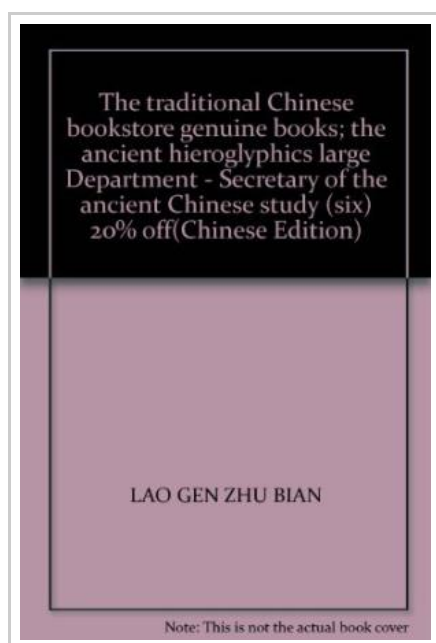 The traditional Chinese
bookstore genuine books; the
ancient hieroglyphics large
Department - Secretary of the
ancient Chinese study (six)
20% off(Chinese Edition)
LAO GEN ZHU BIAN
Note: This is not the actual book cover